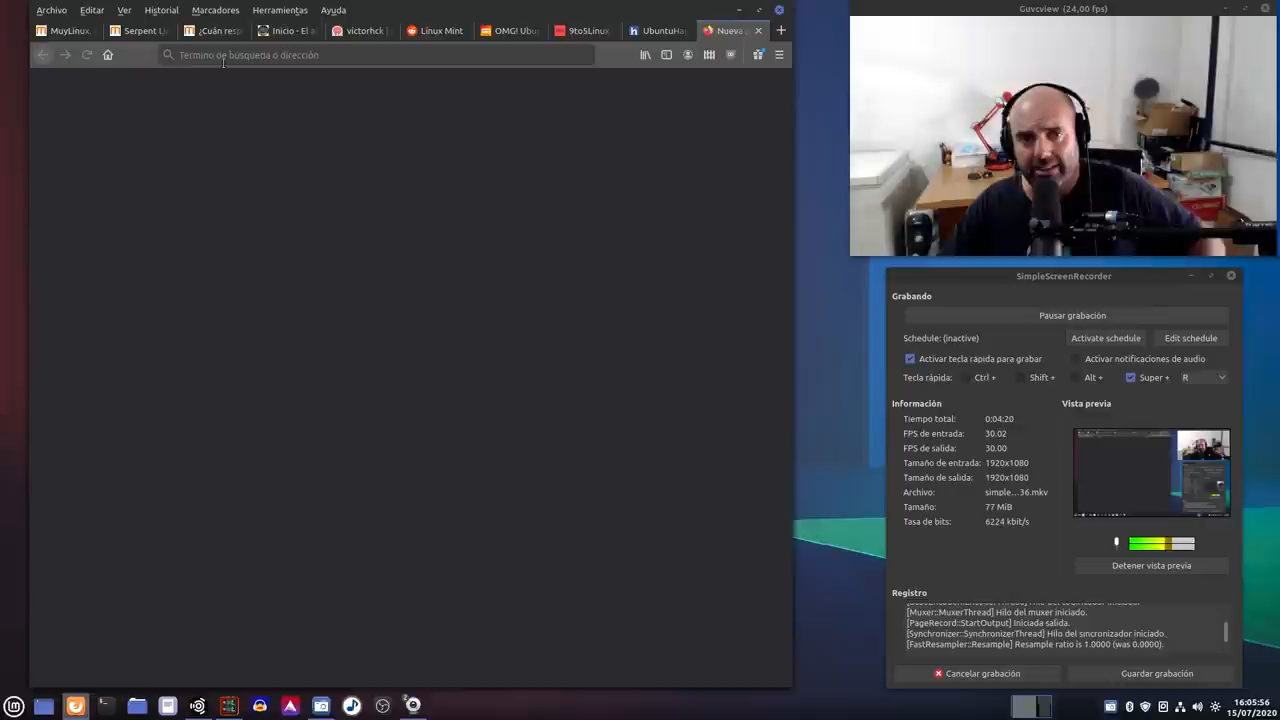 Archivo Editar Ver Historial Marcadores Herramientas Ayuda
MuyLinux. Serpent L ¿Cuán resp Inicio - El a victorhck | Linux Mint OMG! Ubu 9to5Linux UbuntuHa Nueva
Término de búsqueda o dirección
Guvcview (24,00 fps)
SimpleScreenRecorder
Grabando
Pausar grabación
Schedule: (inactive) Activate schedule Edit schedule
Activar tecla rápida para grabar Activar notificaciones de audio
Tecla rápida: Ctrl + Shift + Alt + Super + R
Información Vista previa
Tiempo total: 0:04:20
FPS de entrada: 30.02
FPS de salida: 30.00
Tamaño de entrada: 1920x1080
Tamaño de salida: 1920x1080
Archivo: simple...36.mkv
Tamaño: 77 MiB
Tasa de bits: 6224 kbit/s
Detener vista previa
Registro
[Muxer::MuxerThread] Hilo del muxer iniciado.
[PageRecord::StartOutput] Iniciada salida.
[Synchronizer::SynchronizerThread] Hilo del sincronizador iniciado.
[FastResampler::Resample] Resample ratio is 1.0000 (was 0.0000).
Cancelar grabación Guardar grabación
16:05:56
15/07/2020